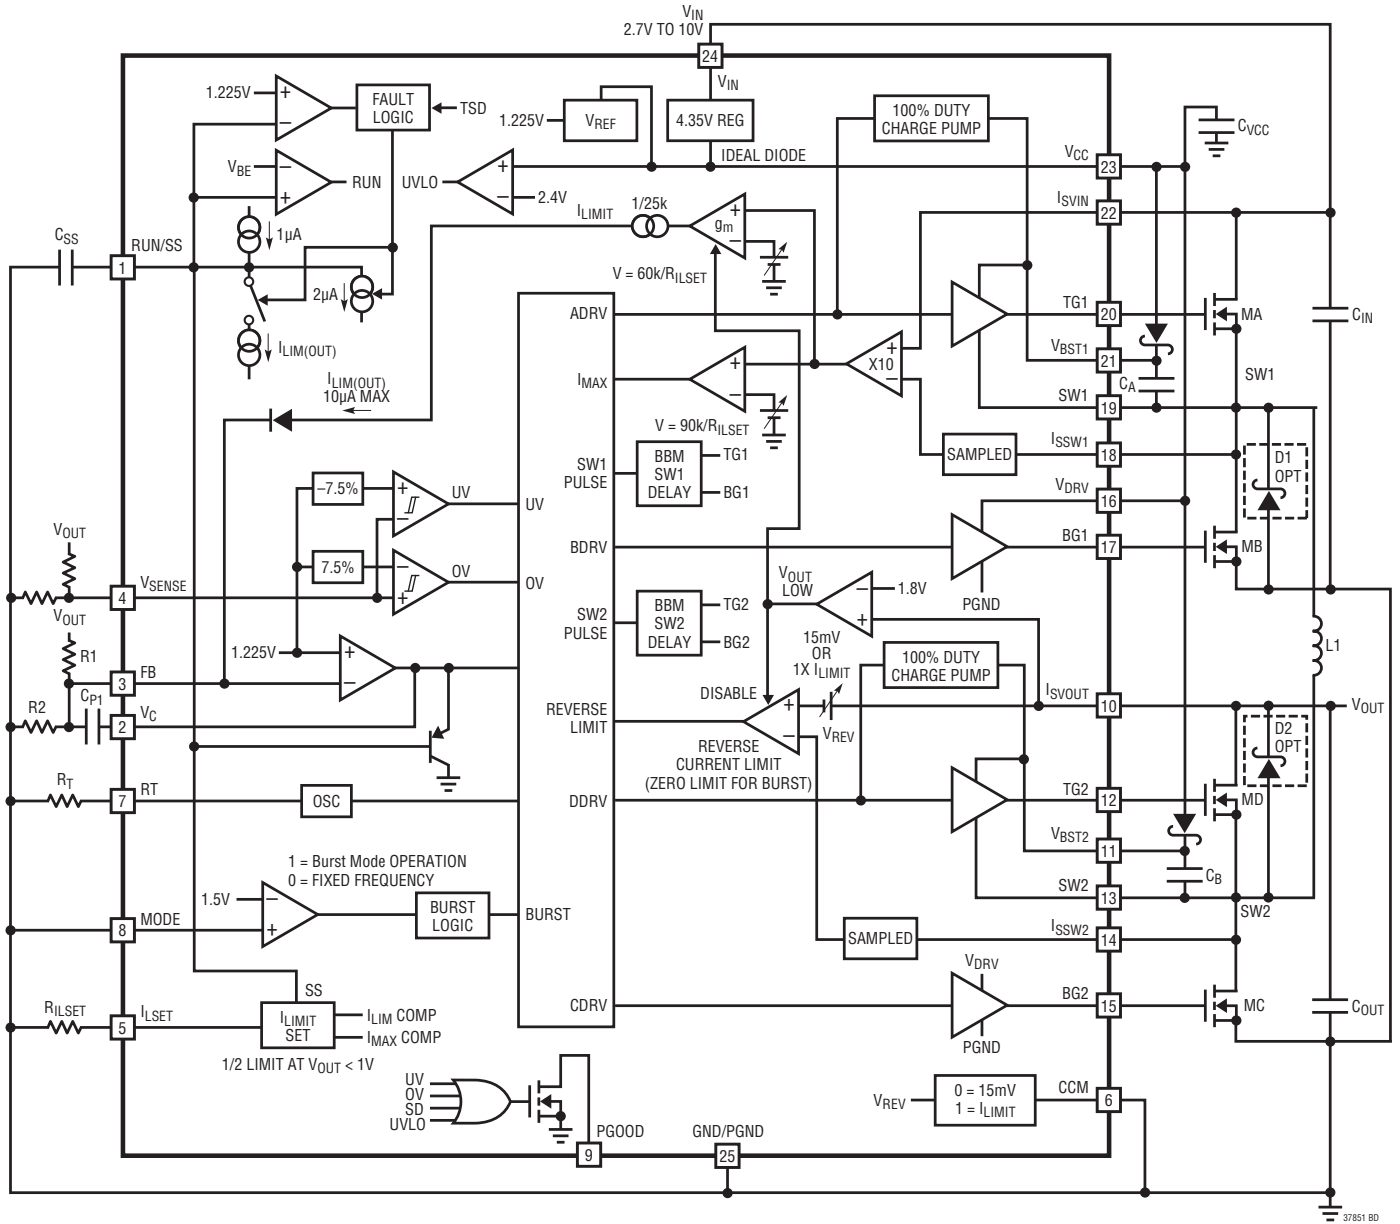 VIN
2.7V TO 10V
24
VIN
1.225V
FAULT
LOGIC
TSD
1.225V
VREF
4.35V REG
100% DUTY
CHARGE PUMP
CVCC
VBE
RUN
UVLO
2.4V
IDEAL DIODE
VCC
23
ISVIN
22
ILIMIT
1/25k
gm
1µA
CSS
RUN/SS
1
2µA
V = 60k/RILSET
ILIM(OUT)
ADRV
TG1
20
MA
CIN
VBST1
21
X10
IMAX
ILIM(OUT)
10µA MAX
CA
SW1
SW1
19
V = 90k/RILSET
ISSW1
18
SAMPLED
D1
OPT
SW1
PULSE
BBM
SW1
DELAY
TG1
BG1
–7.5%
UV
UV
VDRV
16
BG1
17
MB
BDRV
PGND
VOUT
7.5%
OV
OV
VSENSE
4
VOUT
LOW
1.8V
SW2
PULSE
BBM
SW2
DELAY
TG2
BG2
VOUT
R1
1.225V
15mV
OR
1X ILIMIT
100% DUTY
CHARGE PUMP
L1
FB
3
CP1
R2
VC
2
DISABLE
ISVOUT
10
VOUT
REVERSE
LIMIT
VREV
REVERSE
CURRENT LIMIT
(ZERO LIMIT FOR BURST)
D2
OPT
RT
RT
7
OSC
DDRV
TG2
12
MD
VBST2
11
CB
1 = Burst Mode OPERATION
0 = FIXED FREQUENCY
1.5V
BURST
LOGIC
BURST
SW2
13
SW2
MODE
8
SAMPLED
ISSW2
14
SS
VDRV
RILSET
ILSET
5
ILIMIT
SET
ILIM COMP
IMAX COMP
CDRV
BG2
15
MC
COUT
PGND
1/2 LIMIT AT VOUT < 1V
UV
OV
SD
UVLO
VREV
0 = 15mV
1 = ILIMIT
CCM
6
PGOOD
9
GND/PGND
25
37851 BD